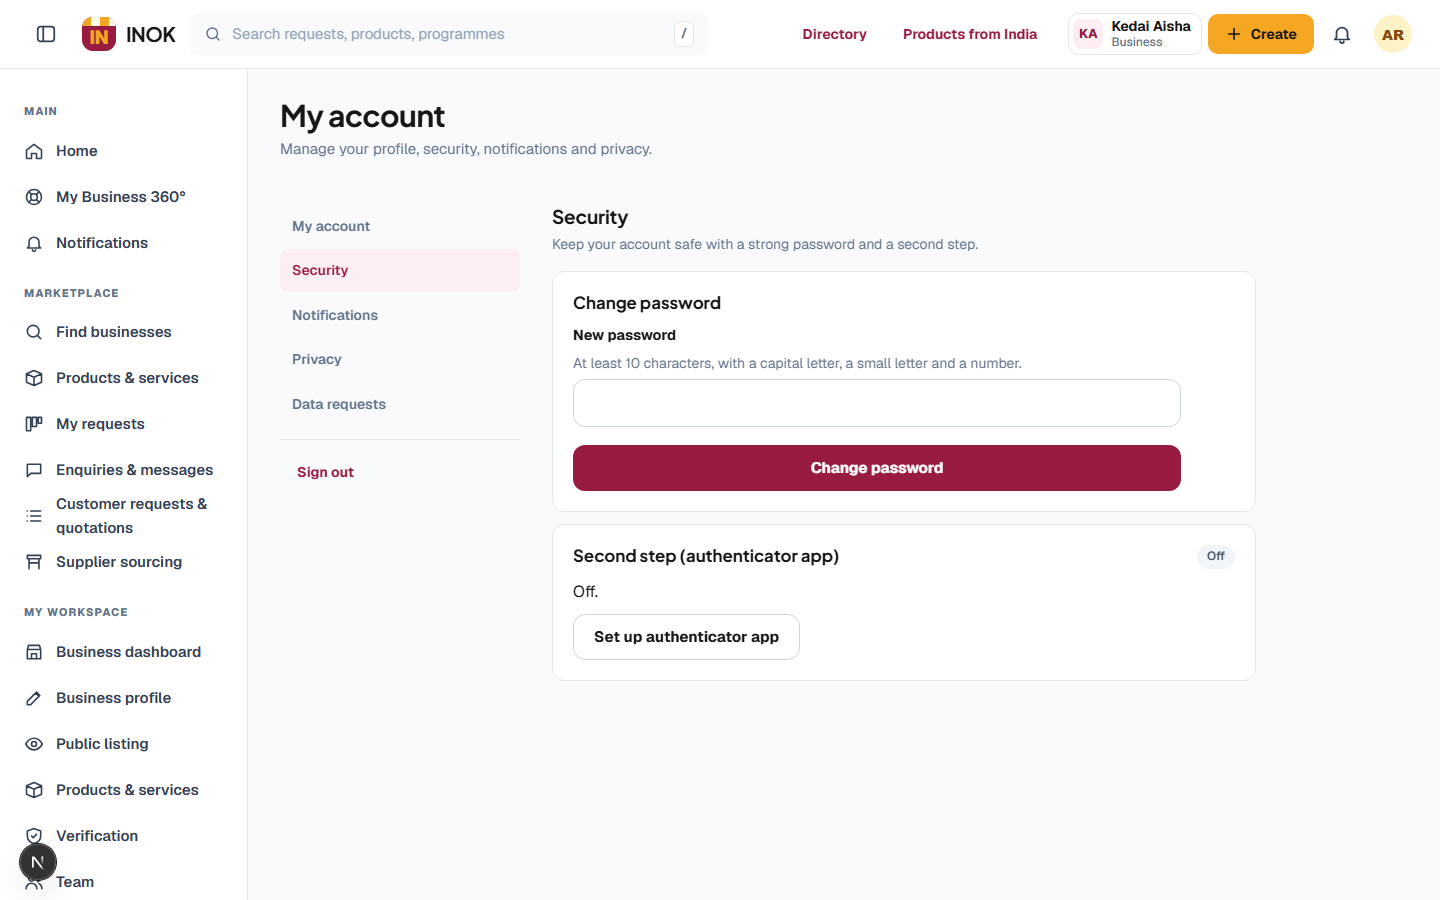 IN INOK
Search requests, products, programmes
/
Directory
Products from India
KA
Kedai Aisha
Business
Create
AR
MAIN
Home
My Business 360°
Notifications
MARKETPLACE
Find businesses
Products & services
My requests
Enquiries & messages
Customer requests &
quotations
Supplier sourcing
MY WORKSPACE
Business dashboard
Business profile
Public listing
Products & services
Verification
N
Team
My account
Manage your profile, security, notifications and privacy.
My account
Security
Notifications
Privacy
Data requests
Sign out
Security
Keep your account safe with a strong password and a second step.
Change password
New password
At least 10 characters, with a capital letter, a small letter and a number.
Change password
Second step (authenticator app)
Off
Off.
Set up authenticator app